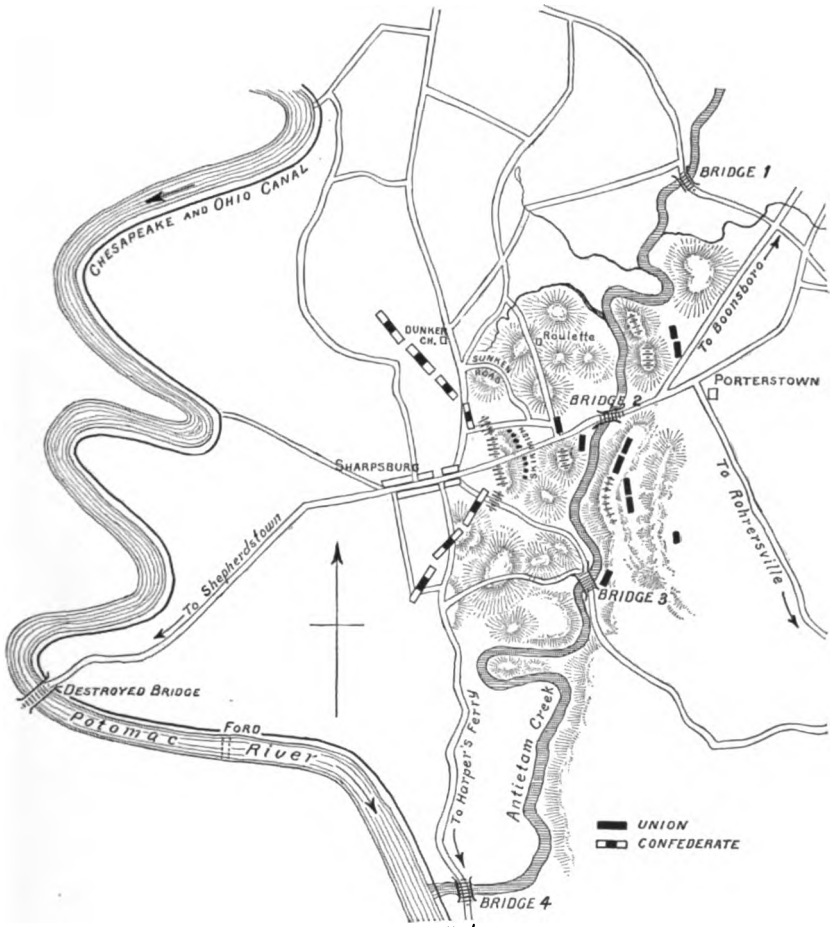 BRIDGE 1
CHESAPEAKE AND OHIO CANAL
To Boonsboro
DUNKER
CH.
Roulette
SUNKEN
ROAD
PORTERSTOWN
BRIDGE 2
SKIRMISH
SHARPSBURG
To Rohrersville
To Shepherdstown
BRIDGE 3
DESTROYED BRIDGE
Potomac River
FORD
To Harper's Ferry
Antietam Creek
UNION
CONFEDERATE
BRIDGE 4